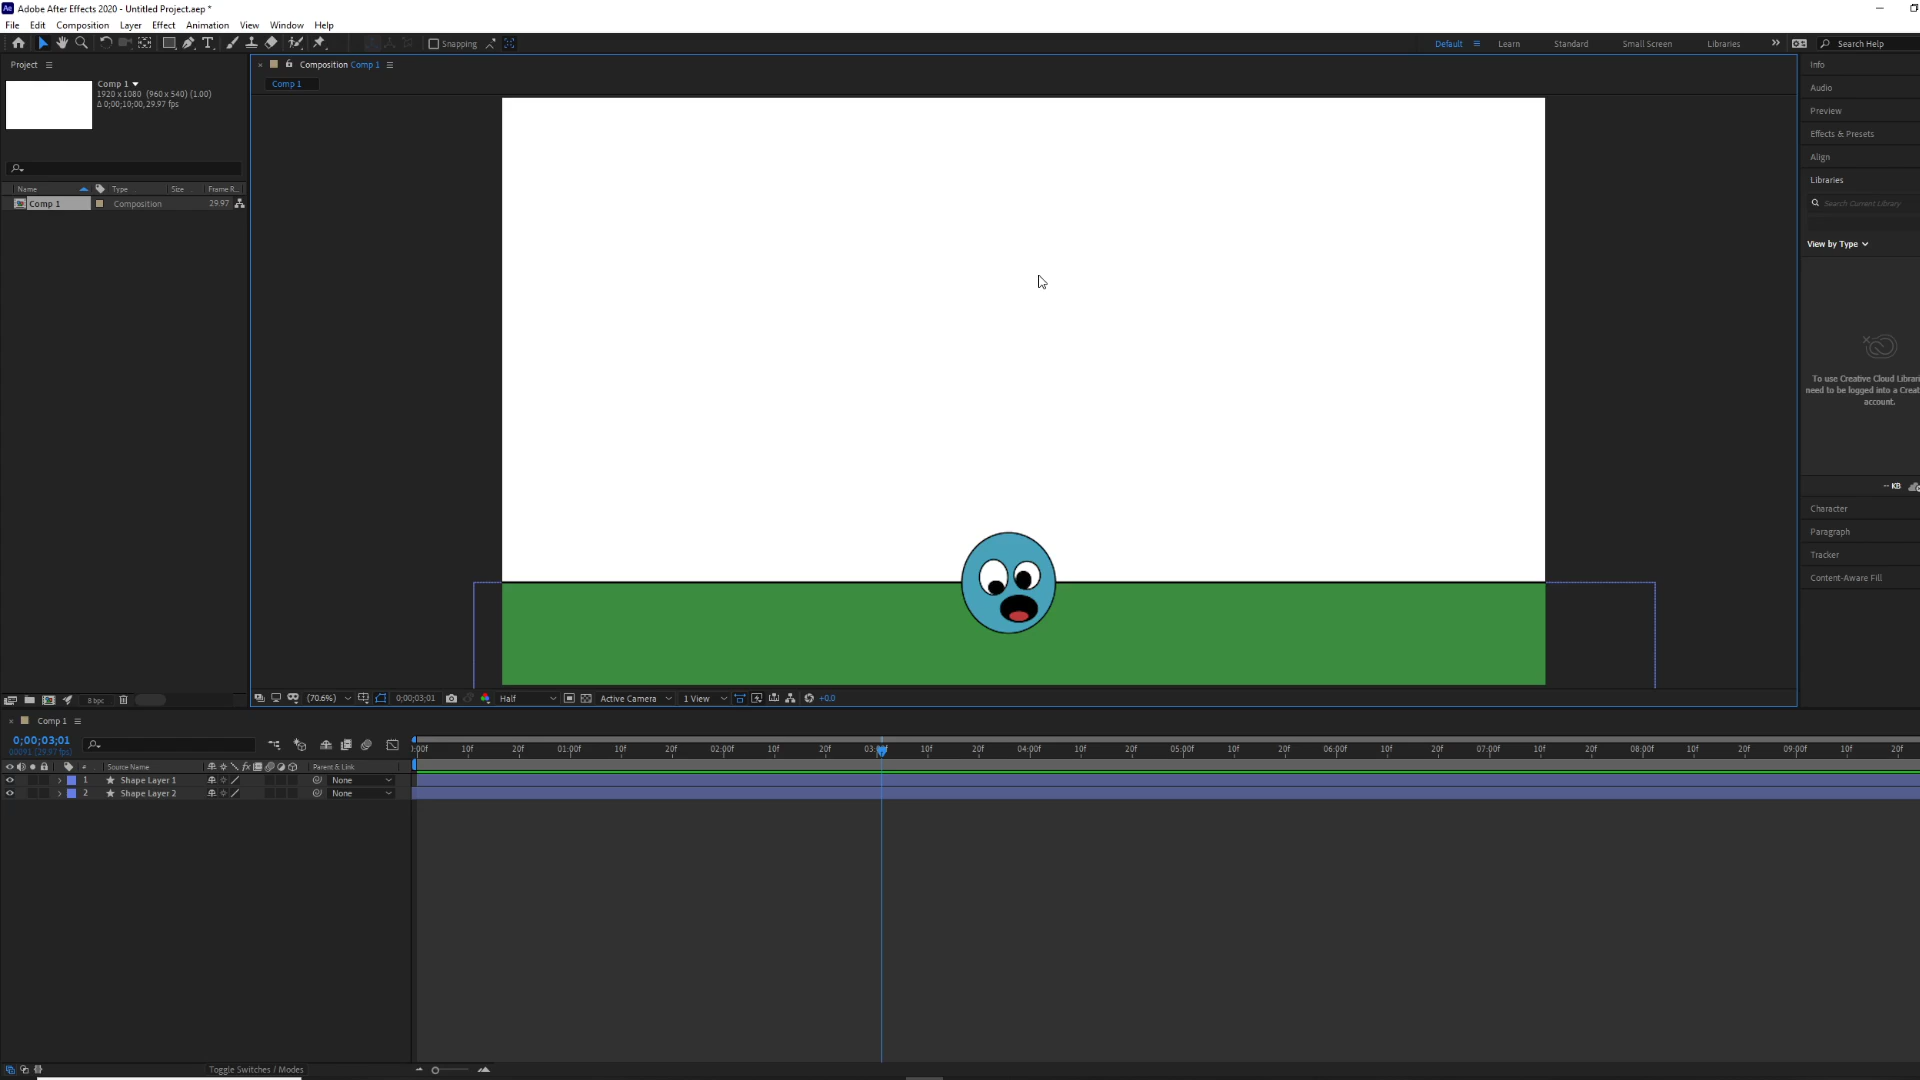 Adobe After Effects 2020 - Untitled Project.aep *
File Edit Composition Layer Effect Animation View Window Help
Snapping
Default Learn Standard Small Screen Libraries Search Help
Project
Comp 1
1920 x 1080 (960 x 540) (1.00)
Δ 0;00;10;00, 29.97 fps
Name Type Size Frame R...
Comp 1 Composition 29.97
8 bpc
Composition Comp 1
Comp 1
(70.6%) 0:00:03;01 Half Active Camera 1 View +0.0
Info
Audio
Preview
Effects & Presets
Align
Libraries
Search Current Library
View by Type
To use Creative Cloud Librari
need to be logged into a Creat
account.
-- KB
Character
Paragraph
Tracker
Content-Aware Fill
Comp 1
0;00;03;01
00091 (29.97 fps)
:00f 10f 20f 01:00f 10f 20f 02:00f 10f 20f 03:00f 10f 20f 04:00f 10f 20f 05:00f 10f 20f 06:00f 10f 20f 07:00f 10f 20f 08:00f 10f 20f 09:00f 10f 20f
# Source Name fx Parent & Link
1 Shape Layer 1 None
2 Shape Layer 2 None
Toggle Switches / Modes